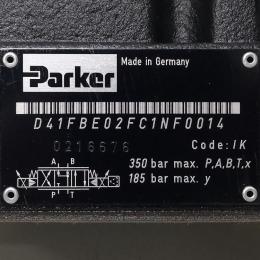 Parker
Made in Germany
D41FBE02FC1NF0014
0216676
Code: IK
A B
P T
350 bar max. P,A,B,T,x
185 bar max. y